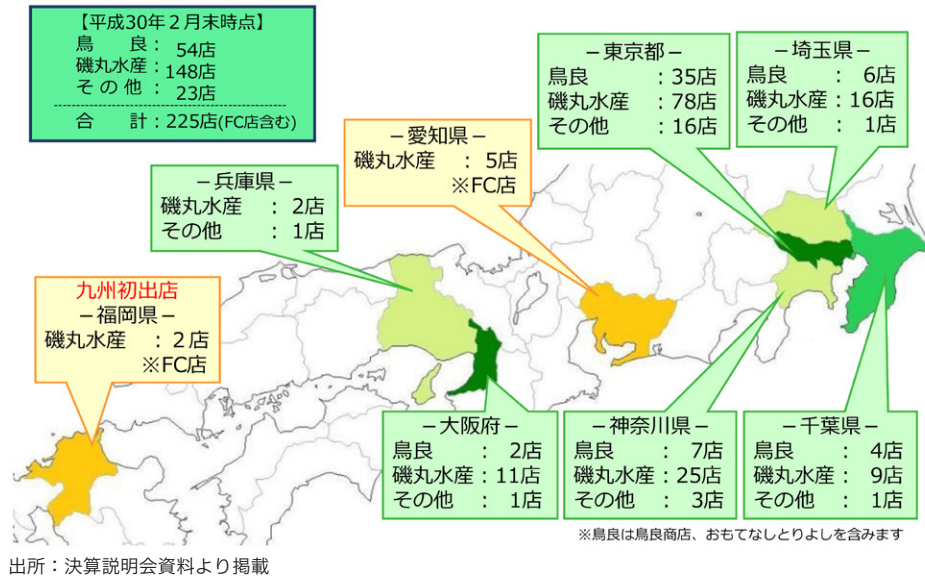 【平成30年2月末時点】
鳥　　良：54店
磯丸水産：148店
その他：23店
合　　計：225店(FC店含む)
－東京都－
鳥良　　：35店
磯丸水産：78店
その他　：16店
－埼玉県－
鳥良　　：6店
磯丸水産：16店
その他　：1店
－愛知県－
磯丸水産　：5店
※FC店
－兵庫県－
磯丸水産　：2店
その他　　：1店
九州初出店
－福岡県－
磯丸水産　：2店
※FC店
－大阪府－
鳥良　　：2店
磯丸水産：11店
その他　：1店
－神奈川県－
鳥良　　：7店
磯丸水産：25店
その他　：3店
－千葉県－
鳥良　　：4店
磯丸水産：9店
その他　：1店
※鳥良は鳥良商店、おもてなしとりよしを含みます
出所：決算説明会資料より掲載